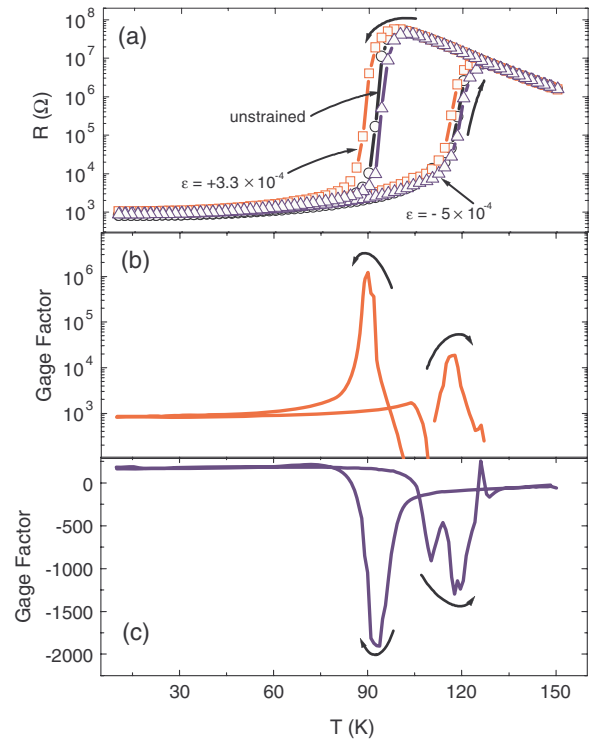 (a)
10^8
10^7
10^6
10^5
10^4
10^3
R (Ω)
unstrained
ε = +3.3 × 10^-4
ε = - 5 × 10^-4
(b)
10^6
10^5
10^4
10^3
Gage Factor
0
-500
-1000
-1500
-2000
Gage Factor
(c)
30 60 90 120 150
T (K)